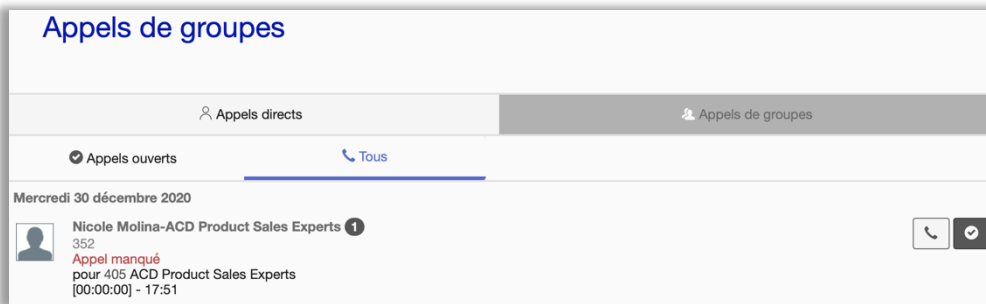 Appels de groupes
Appels directs
Appels de groupes
Appels ouverts
Tous
Mercredi 30 décembre 2020
Nicole Molina-ACD Product Sales Experts 1
352
Appel manqué
pour 405 ACD Product Sales Experts
[00:00:00] - 17:51